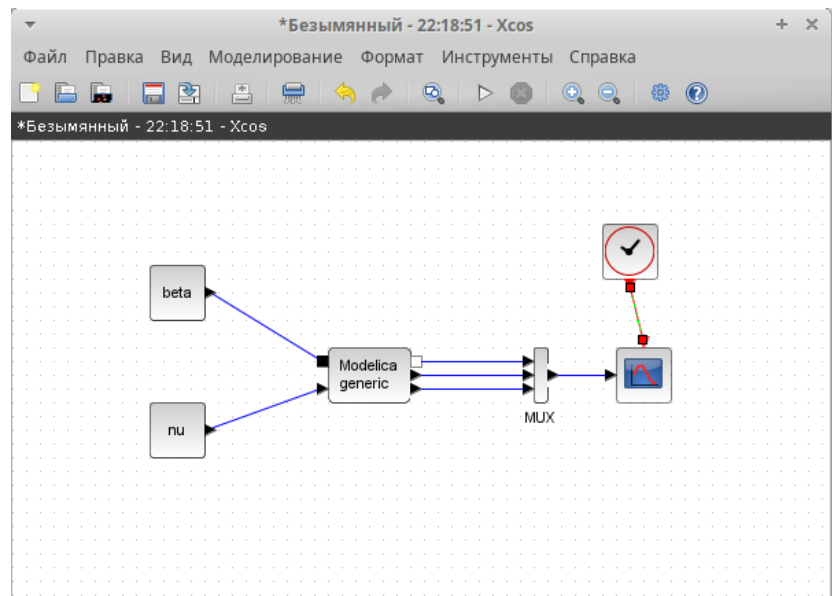 *Безымянный - 22:18:51 - Xcos
Файл Правка Вид Моделирование Формат Инструменты Справка
*Безымянный - 22:18:51 - Xcos
beta
Modelica
generic
MUX
nu